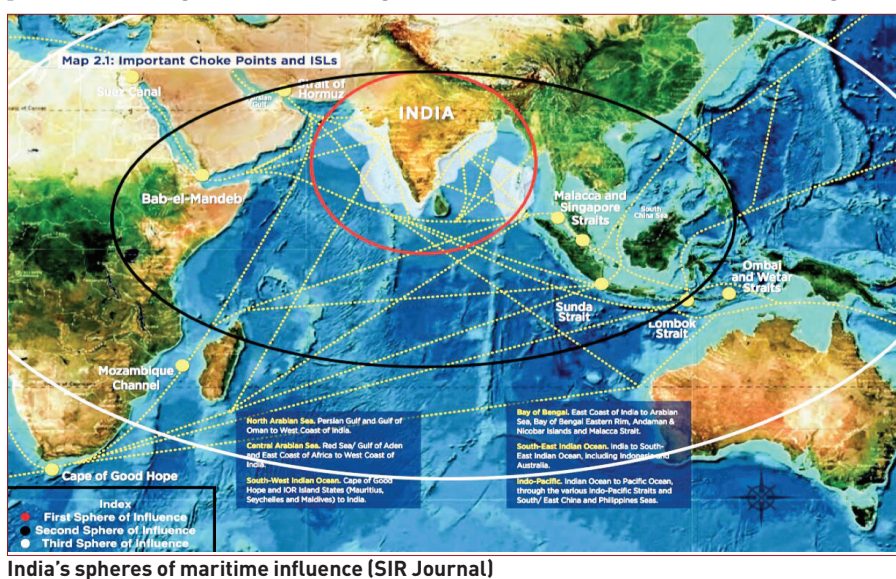 Map 2.1: Important Choke Points and ISLs
Suez Canal
Persian
Gulf
Strait of
Hormuz
INDIA
Bab-el-Mandeb
Malacca and
Singapore
Straits
South
China Sea
Ombai
and Wetar
Straits
Sunda
Strait
Lombok
Strait
Mozambique
Channel
Cape of Good Hope
North Arabian Sea. Persian Gulf and Gulf of
Oman to West Coast of India.
Central Arabian Sea. Red Sea/ Gulf of Aden
and East Coast of Africa to West Coast of
India.
South-West Indian Ocean. Cape of Good
Hope and IOR Island States (Mauritius,
Seychelles and Maldives) to India.
Bay of Bengal. East Coast of India to Arabian
Sea, Bay of Bengal Eastern Rim, Andaman &
Nicobar Islands and Malacca Strait.
South-East Indian Ocean. India to South-
East Indian Ocean, including Indonesia and
Australia.
Indo-Pacific. Indian Ocean to Pacific Ocean,
through the various Indo-Pacific Straits and
South/ East China and Philippines Seas.
Index
First Sphere of Influence
Second Sphere of Influence
Third Sphere of Influence
India's spheres of maritime influence (SIR Journal)